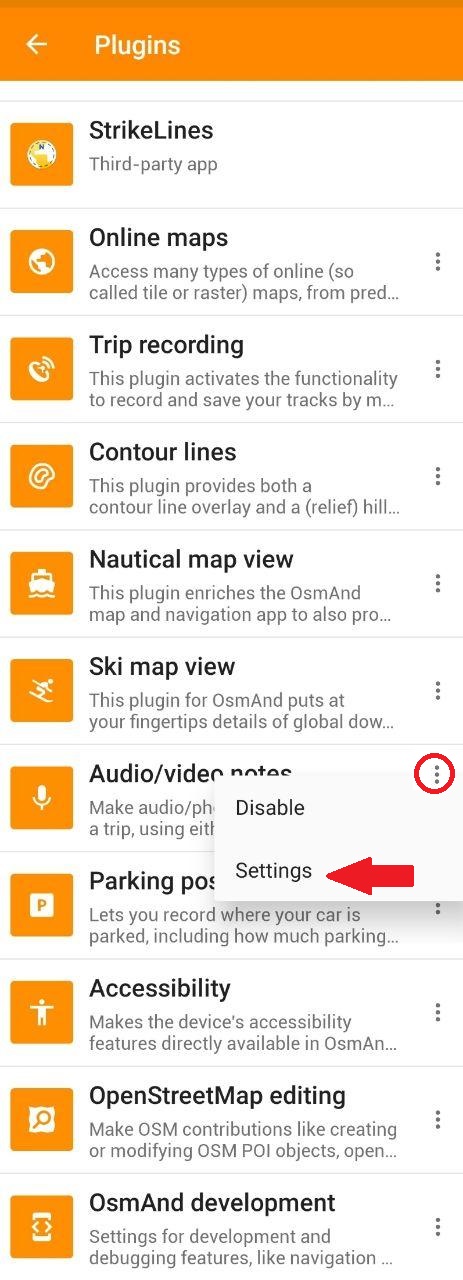 Plugins
StrikeLines
Third-party app
Online maps
Access many types of online (so
called tile or raster) maps, from pred...
Trip recording
This plugin activates the functionality
to record and save your tracks by m...
Contour lines
This plugin provides both a
contour line overlay and a (relief) hill...
Nautical map view
This plugin enriches the OsmAnd
map and navigation app to also pro...
Ski map view
This plugin for OsmAnd puts at
your fingertips details of global dow...
Audio/video notes
Make audio/ph
a trip, using eith
Disable
Settings
Parking pos
Lets you record where your car is
parked, including how much parking...
Accessibility
Makes the device's accessibility
features directly available in OsmAn...
OpenStreetMap editing
Make OSM contributions like creating
or modifying OSM POI objects, open...
OsmAnd development
Settings for development and
debugging features, like navigation ...